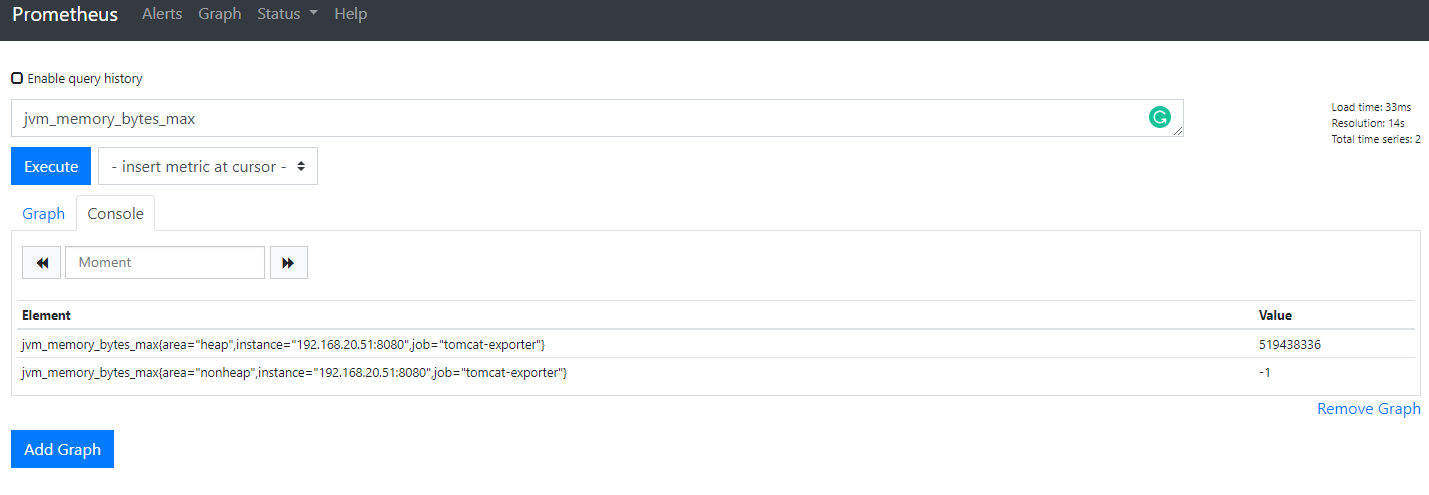 Prometheus Alerts Graph Status Help
Enable query history
jvm_memory_bytes_max
Load time: 33ms
Resolution: 14s
Total time series: 2
Execute - insert metric at cursor -
Graph Console
Moment
Element Value
jvm_memory_bytes_max{area="heap",instance="192.168.20.51:8080",job="tomcat-exporter"} 519438336
jvm_memory_bytes_max{area="nonheap",instance="192.168.20.51:8080",job="tomcat-exporter"} -1
Remove Graph
Add Graph